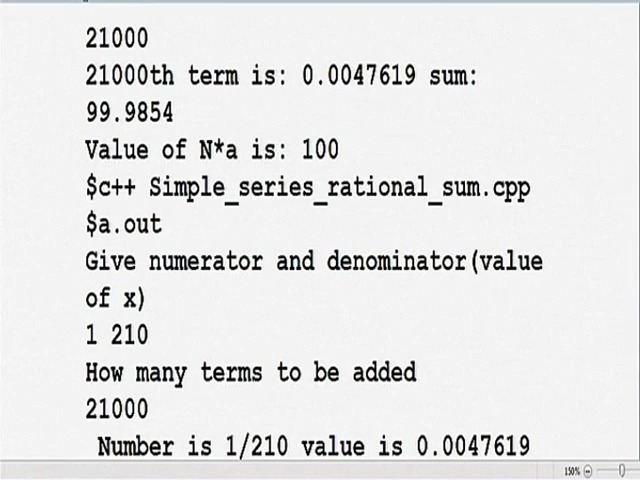 21000
21000th term is: 0.0047619 sum:
99.9854
Value of N*a is: 100
$c++ Simple_series_rational_sum.cpp
$a.out
Give numerator and denominator(value
of x)
1 210
How many terms to be added
21000
Number is 1/210 value is 0.0047619
150%